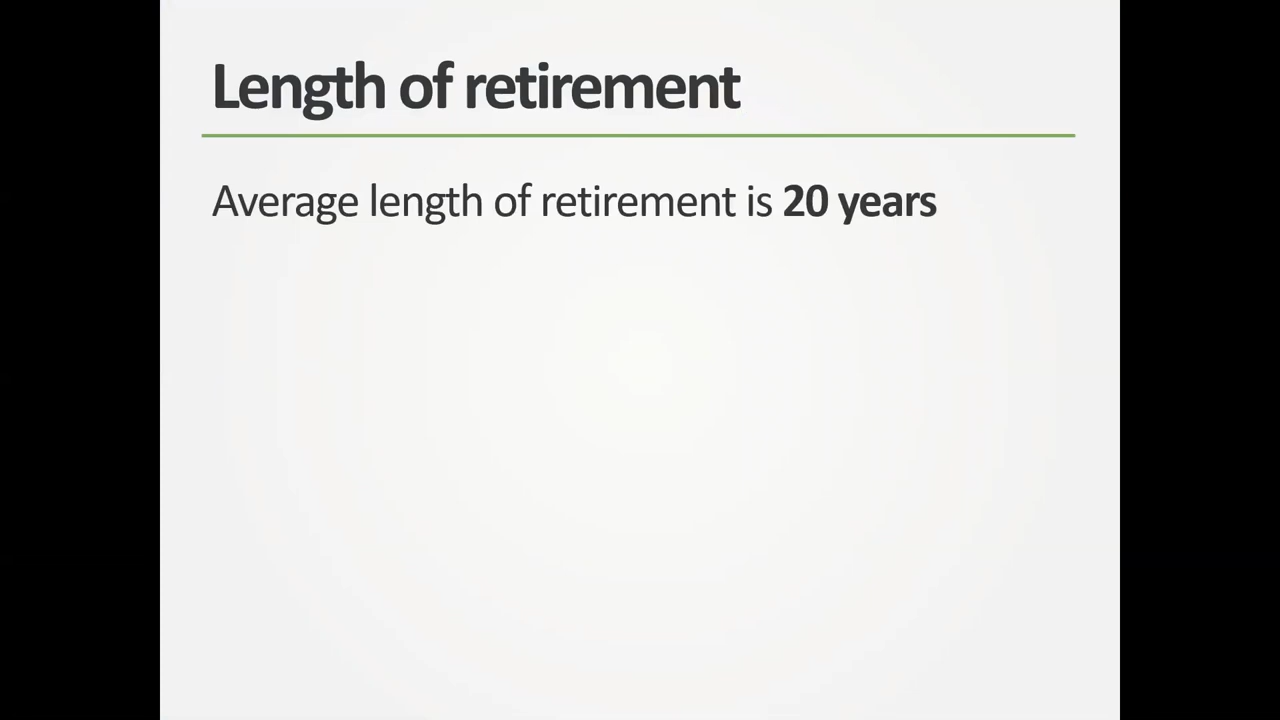 Length of retirement
Average length of retirement is 20 years